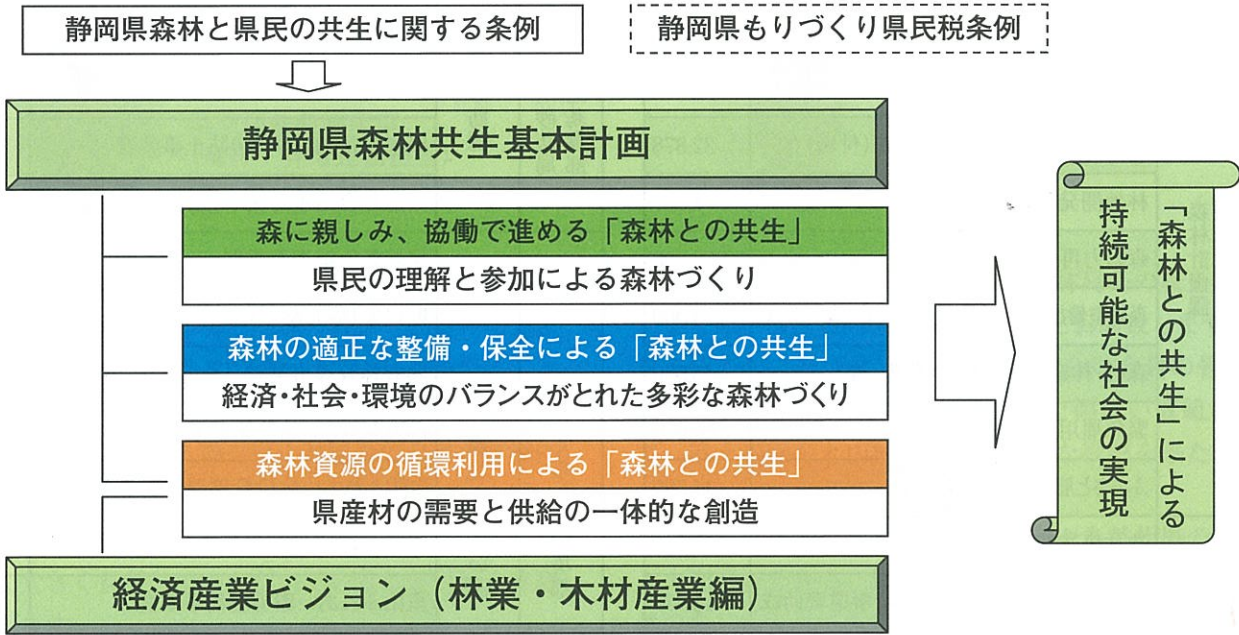 静岡県森林と県民の共生に関する条例
静岡県もりづくり県民税条例
静岡県森林共生基本計画
森に親しみ、協働で進める「森林との共生」
県民の理解と参加による森林づくり
森林の適正な整備・保全による「森林との共生」
経済・社会・環境のバランスがとれた多彩な森林づくり
森林資源の循環利用による「森林との共生」
県産材の需要と供給の一体的な創造
経済産業ビジョン（林業・木材産業編）
「森林との共生」による
持続可能な社会の実現